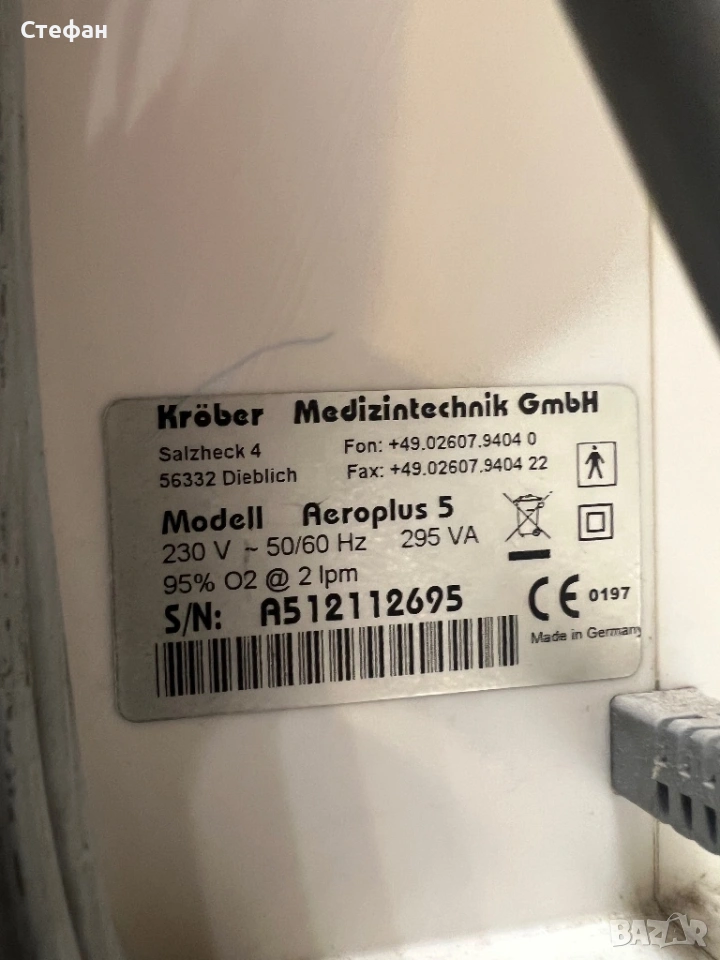 Стефан
Kröber Medizintechnik GmbH
Salzheck 4 Fon: +49.02607.9404 0
56332 Dieblich Fax: +49.02607.9404 22
Modell Aeroplus 5
230 V ~ 50/60 Hz 295 VA
95% O2 @ 2 lpm
S/N: A512112695
CE 0197
Made in Germany
BAZAR